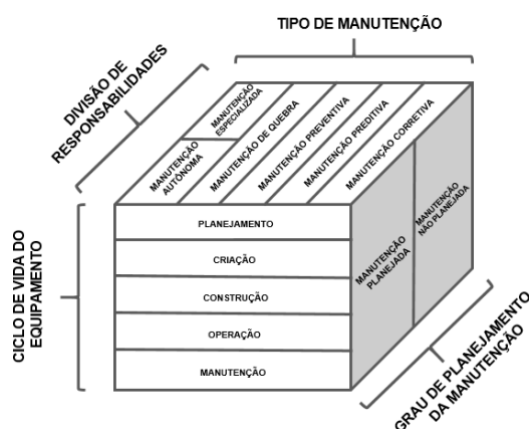 TIPO DE MANUTENÇÃO
DIVISÃO DE
RESPONSABILIDADES
MANUTENÇÃO
ESPECIALIZADA
MANUTENÇÃO
AUTÔNOMA
MANUTENÇÃO DE QUEBRA
MANUTENÇÃO PREVENTIVA
MANUTENÇÃO PREDITIVA
MANUTENÇÃO CORRETIVA
CICLO DE VIDA DO
EQUIPAMENTO
PLANEJAMENTO
CRIAÇÃO
CONSTRUÇÃO
OPERAÇÃO
MANUTENÇÃO
MANUTENÇÃO
PLANEJADA
MANUTENÇÃO
NÃO PLANEJADA
GRAU DE PLANEJAMENTO
DA MANUTENÇÃO